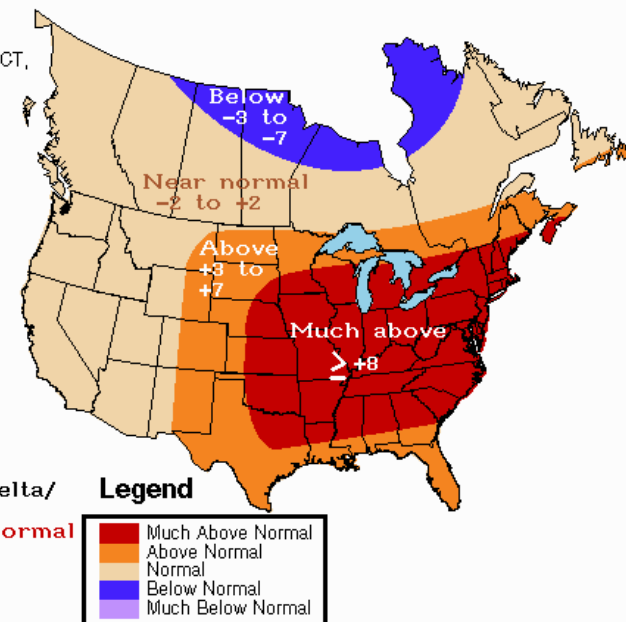 CT,
Below
-3 to
-7
Near normal
-2 to +2
Above
+3 to
+7
Much above
≥ +8
elta/
Legend
ormal
Much Above Normal
Above Normal
Normal
Below Normal
Much Below Normal